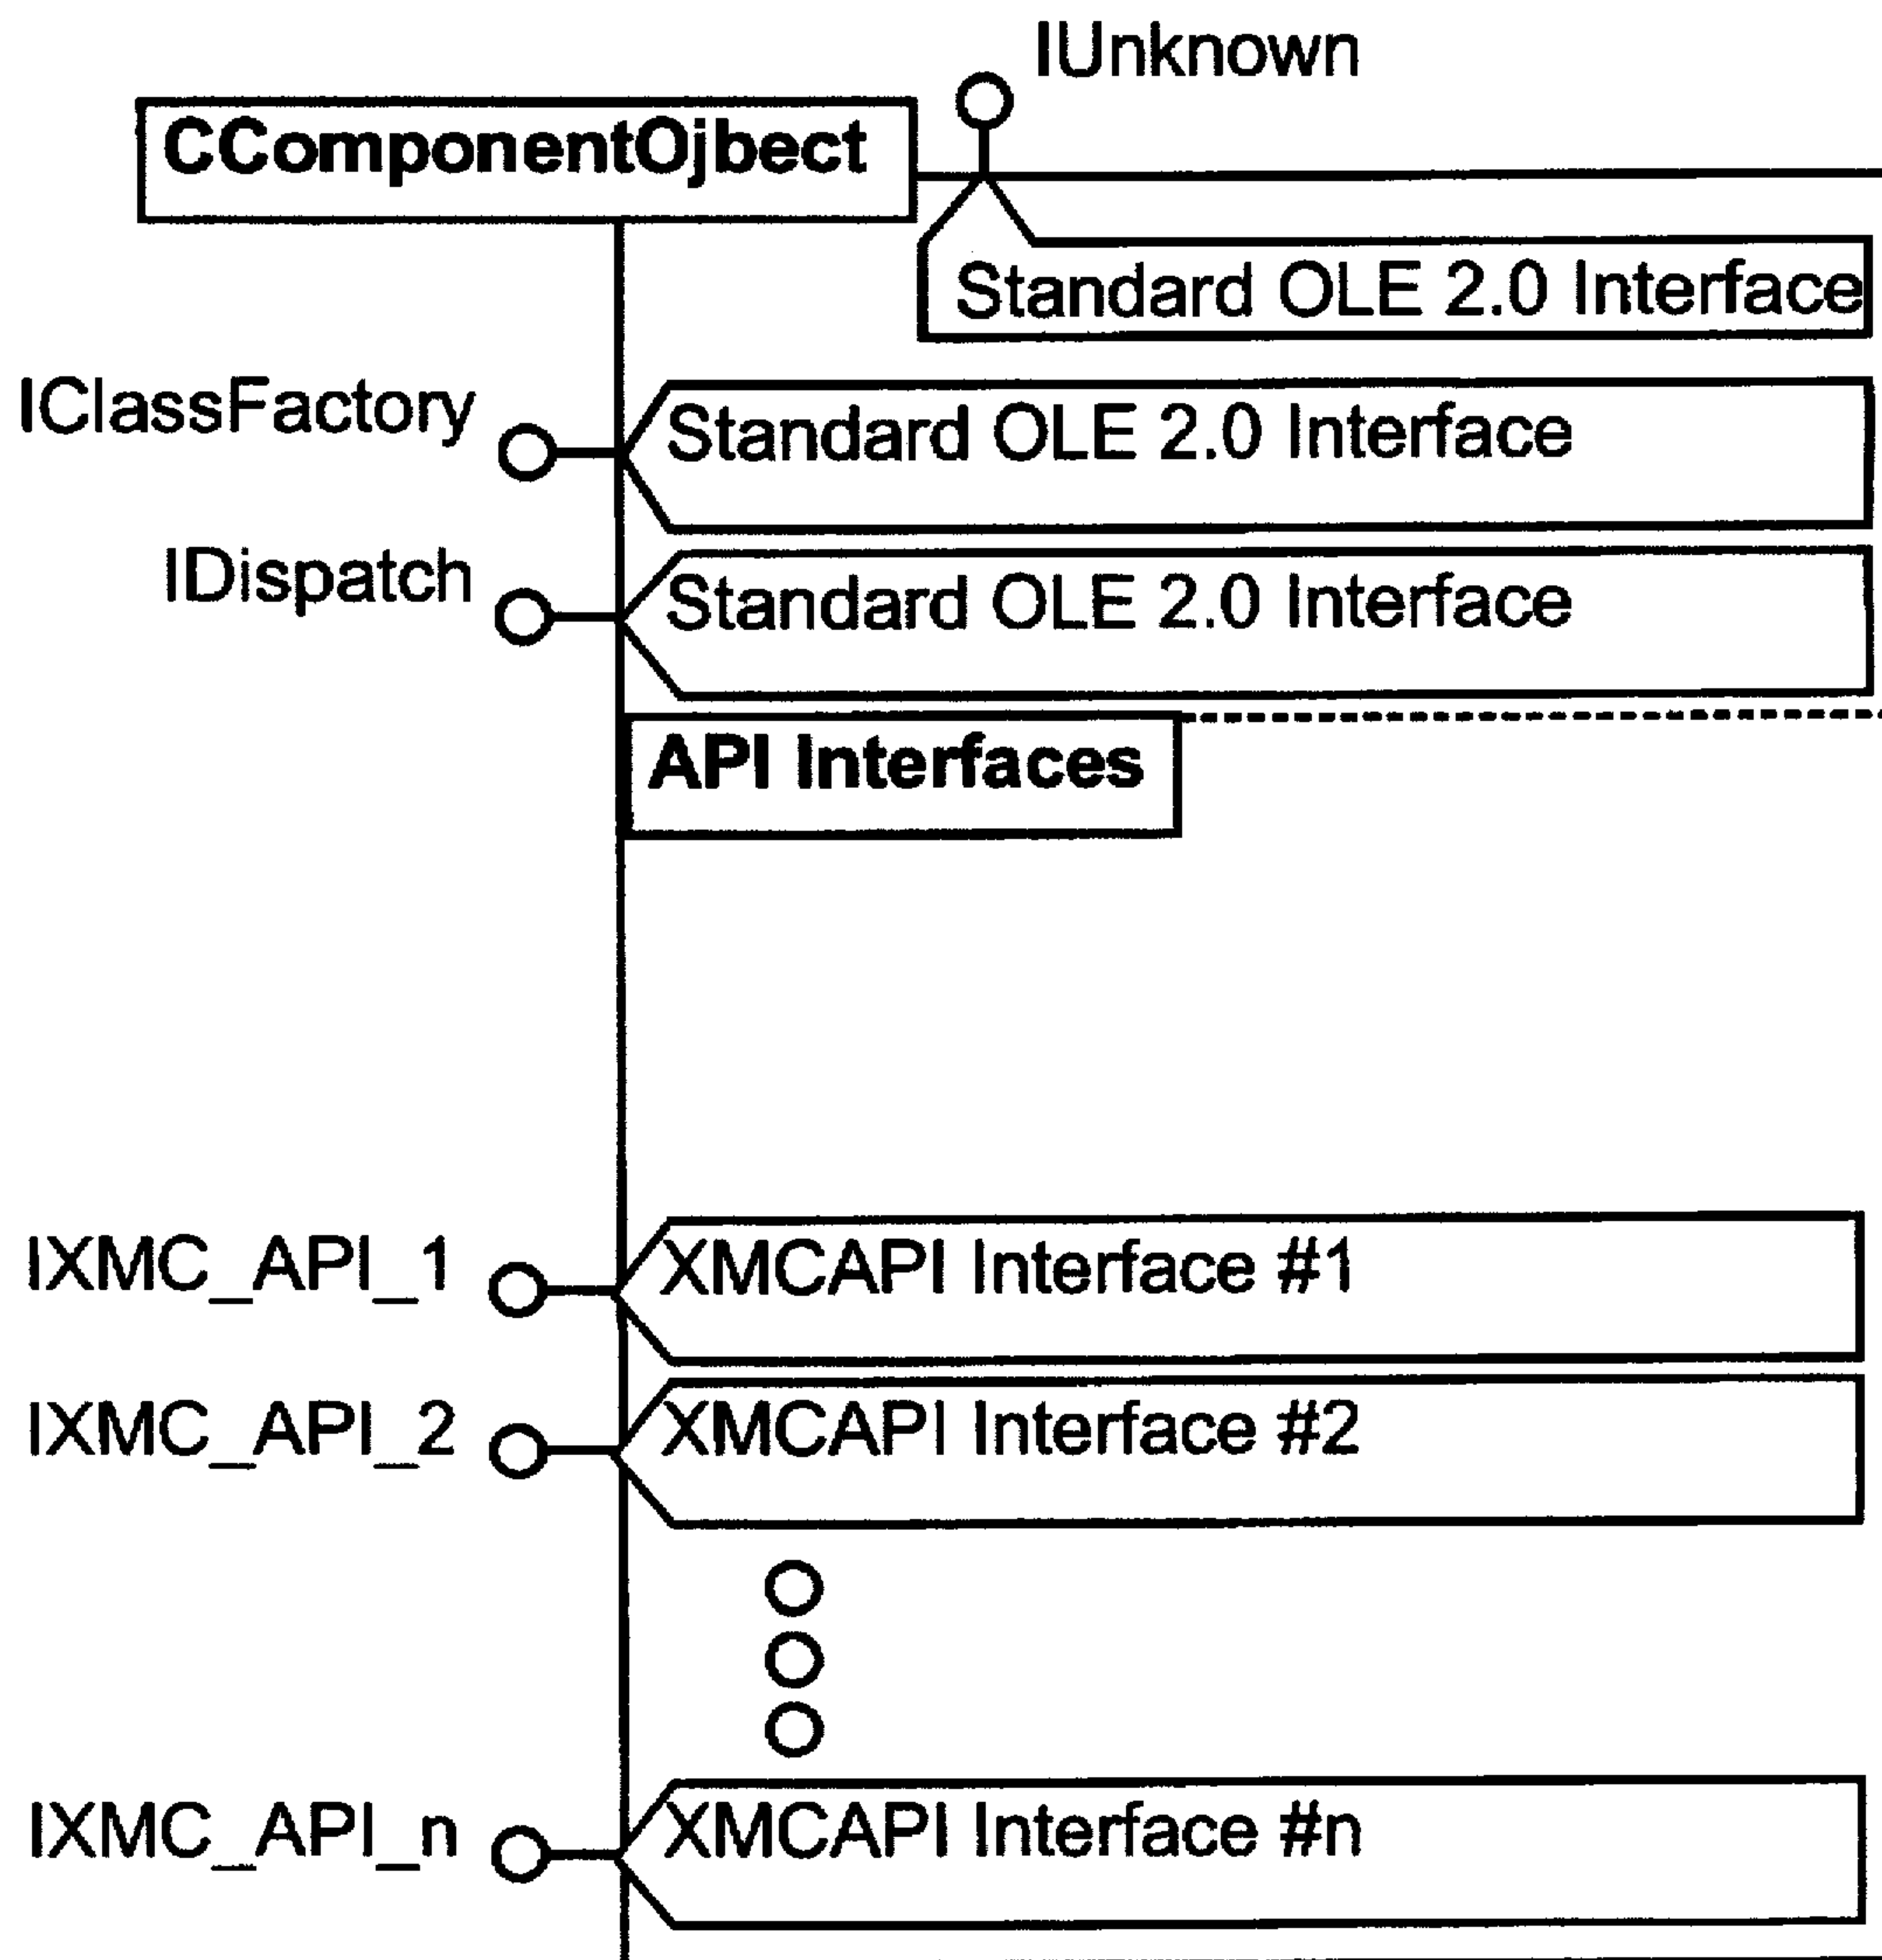 IUnknown
CComponentOjbect
Standard OLE 2.0 Interface
IClassFactory
Standard OLE 2.0 Interface
IDispatch
Standard OLE 2.0 Interface
API Interfaces
IXMC_API_1
XMCAPI Interface #1
IXMC_API_2
XMCAPI Interface #2
IXMC_API_n
XMCAPI Interface #n